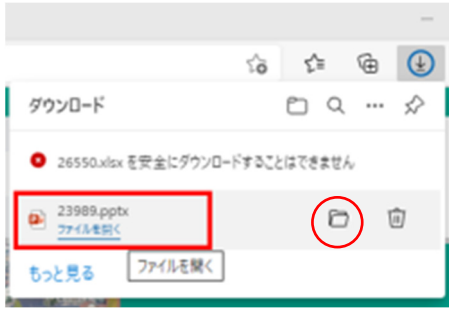 ダウンロード
26550.xlsx を安全にダウンロードすることはできません
23989.pptx
ファイルを開く
ファイルを開く
もっと見る